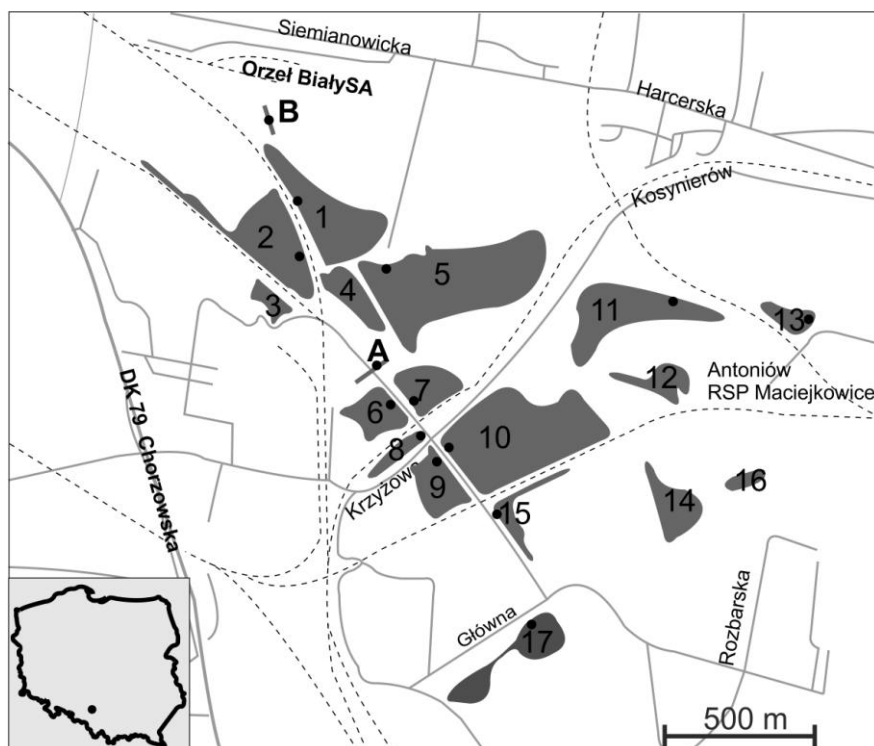 Siemianowicka
Orzeł BiałySA
Harcerska
B
Kosynierów
1
2
5
4
3
11
13
A
12
Antoniów
RSP Maciejkowice
7
6
DK 79 Chorzowska
8
10
Krzyżowa
9
16
14
15
Rozbarska
Główna
17
500 m